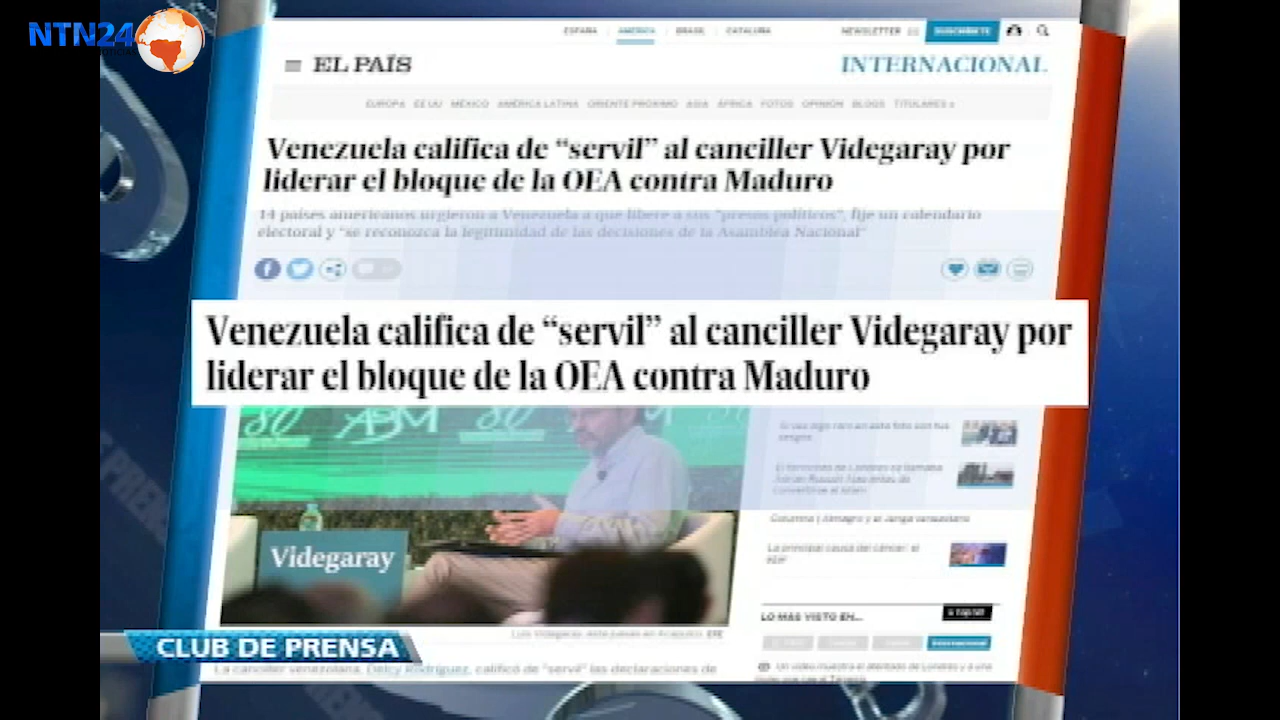 NTN24
ESPAÑA AMÉRICA BRASIL CATALUÑA NEWSLETTER SUSCRÍBETE
EL PAÍS
INTERNACIONAL
EUROPA EE UU MÉXICO AMÉRICA LATINA ORIENTE PRÓXIMO ASIA ÁFRICA FOTOS OPINIÓN BLOGS TITULARES »
Venezuela califica de “servil” al canciller Videgaray por
liderar el bloque de la OEA contra Maduro
14 países americanos urgieron a Venezuela a que libere a sus "presos políticos", fije un calendario
electoral y "se reconozca la legitimidad de las decisiones de la Asamblea Nacional"
Venezuela califica de “servil” al canciller Videgaray por
liderar el bloque de la OEA contra Maduro
80 ABM 80
Videgaray
LO MÁS VISTO EN...
CLUB DE PRENSA
La canciller venezolana, Delcy Rodríguez, calificó de "servil" las declaraciones de